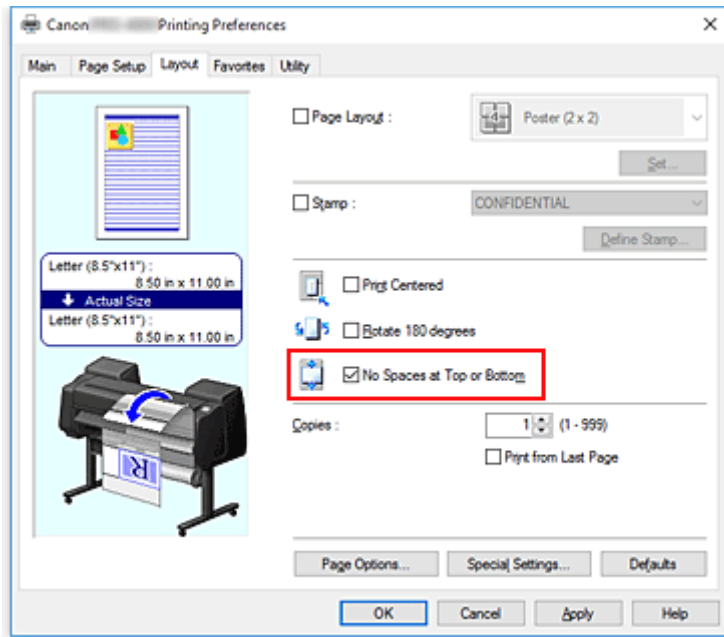 Canon Printing Preferences
Main Page Setup Layout Favorites Utility
Page Layout : Poster (2 x 2)
Set...
Stamp : CONFIDENTIAL
Define Stamp...
Letter (8.5"x11") :
8.50 in x 11.00 in
Actual Size
Letter (8.5"x11") :
8.50 in x 11.00 in
Print Centered
Rotate 180 degrees
No Spaces at Top or Bottom
Copies : 1 (1 - 999)
Print from Last Page
R
Page Options... Special Settings... Defaults
OK Cancel Apply Help